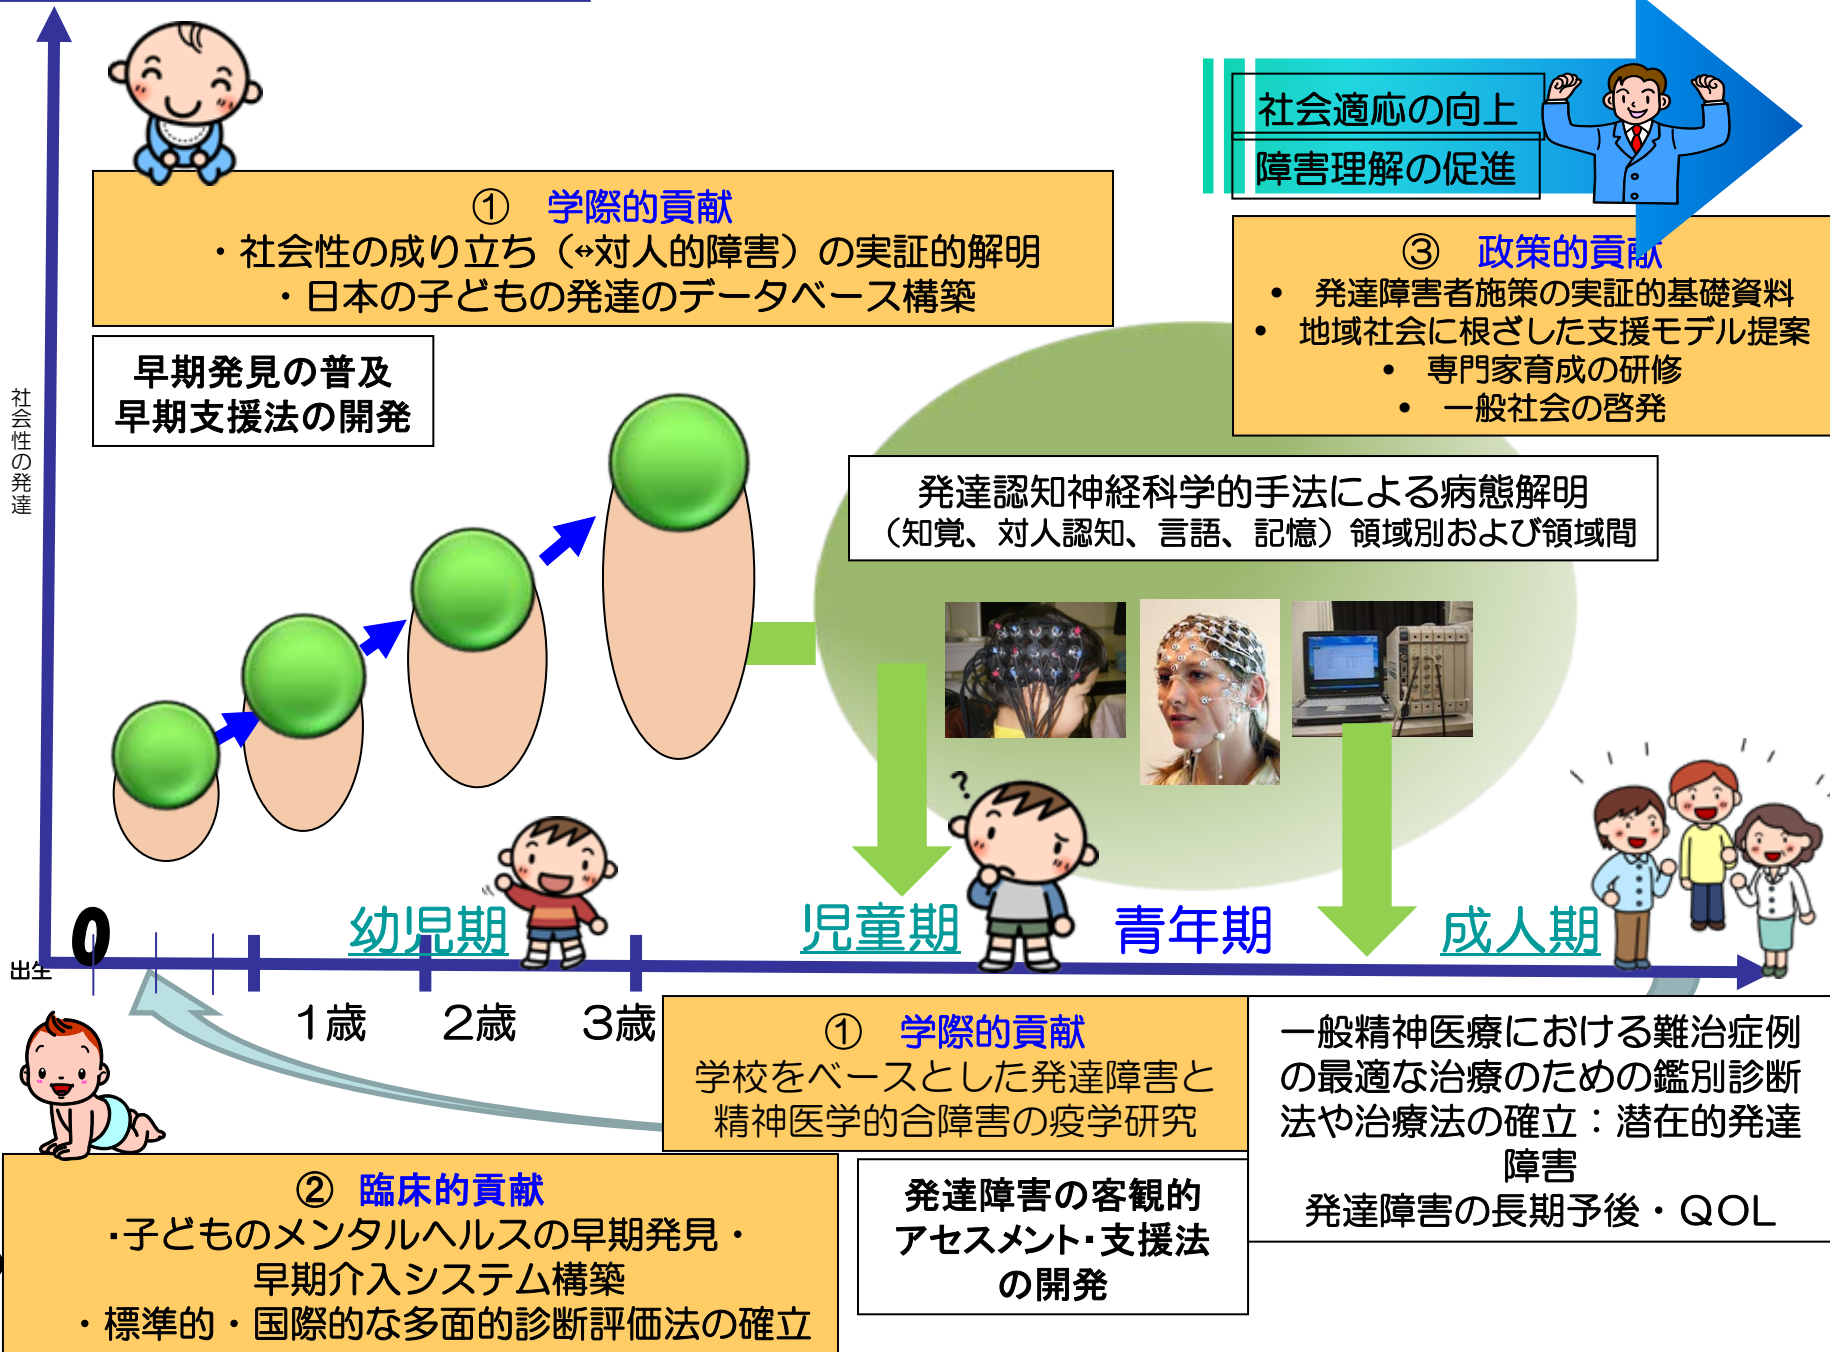 社会適応の向上
障害理解の促進
① 学際的貢献
・社会性の成り立ち（↔対人的障害）の実証的解明
・日本の子どもの発達のデータベース構築
③ 政策的貢献
• 発達障害者施策の実証的基礎資料
• 地域社会に根ざした支援モデル提案
• 専門家育成の研修
• 一般社会の啓発
早期発見の普及
早期支援法の開発
社会性の発達
発達認知神経科学的手法による病態解明
（知覚、対人認知、言語、記憶）領域別および領域間
?
0
幼児期
児童期
青年期
成人期
出生
1歳
2歳
3歳
① 学際的貢献
学校をベースとした発達障害と
精神医学的合障害の疫学研究
一般精神医療における難治症例
の最適な治療のための鑑別診断
法や治療法の確立：潜在的発達
障害
発達障害の長期予後・QOL
② 臨床的貢献
・子どものメンタルヘルスの早期発見・
早期介入システム構築
・標準的・国際的な多面的診断評価法の確立
発達障害の客観的
アセスメント・支援法
の開発